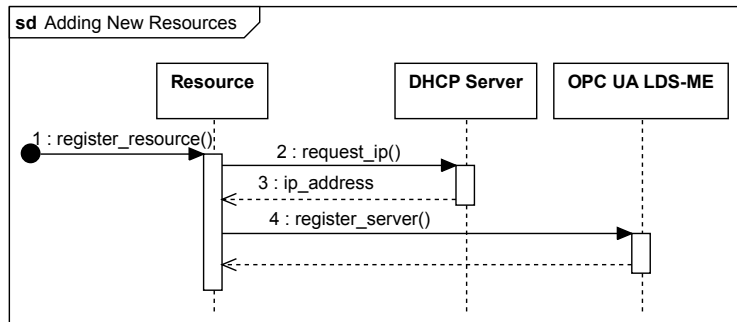 sd Adding New Resources
Resource
DHCP Server
OPC UA LDS-ME
1 : register_resource()
2 : request_ip()
3 : ip_address
4 : register_server()